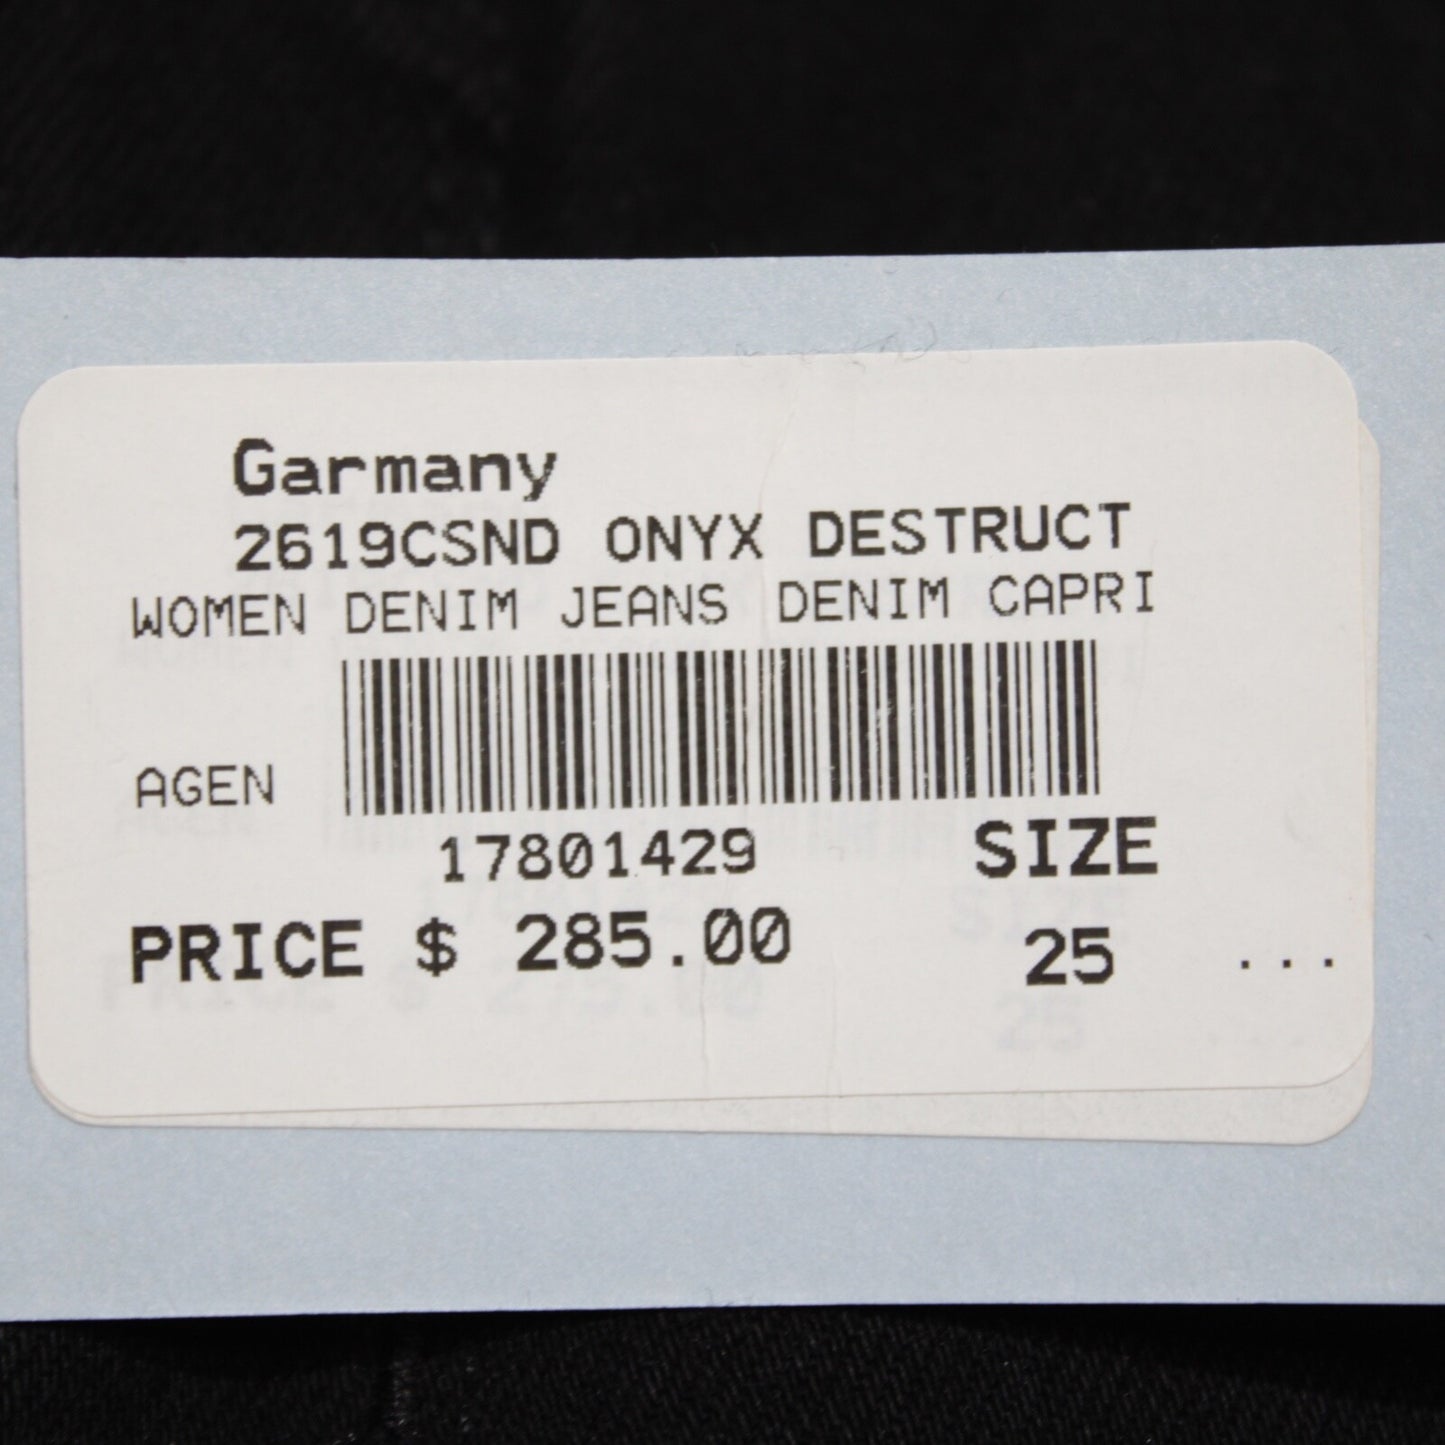 Garmany
2619CSND ONYX DESTRUCT
WOMEN DENIM JEANS DENIM CAPRI
AGEN
17801429 SIZE
PRICE $ 285.00 25 ...